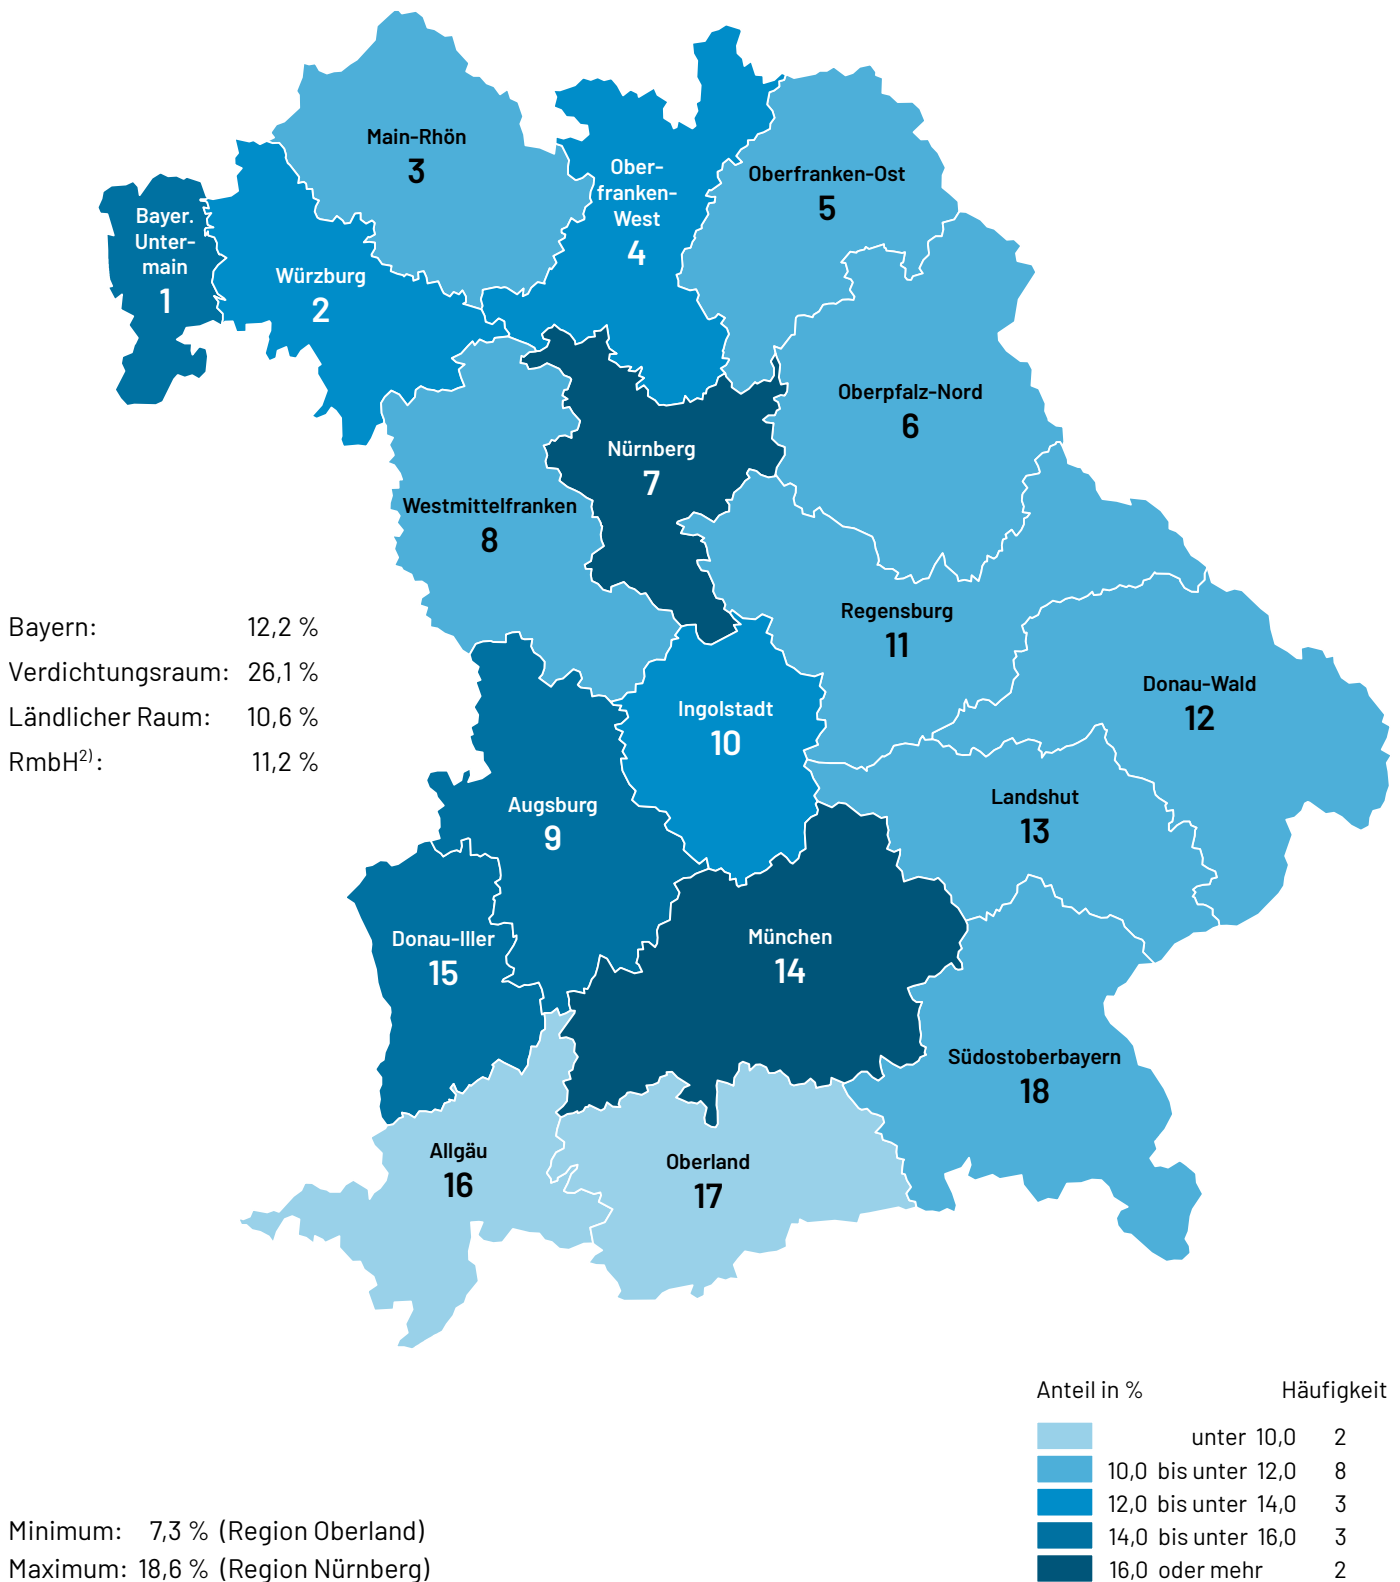 Main-Rhön
3
Ober-
franken-
West
4
Oberfranken-Ost
5
Bayer.
Unter-
main
1
Würzburg
2
Oberpfalz-Nord
6
Nürnberg
7
Westmittelfranken
8
Regensburg
11
Bayern: 12,2 %
Verdichtungsraum: 26,1 %
Ländlicher Raum: 10,6 %
RmbH²⁾: 11,2 %
Donau-Wald
12
Ingolstadt
10
Landshut
13
Augsburg
9
Donau-Iller
15
München
14
Südostoberbayern
18
Allgäu
16
Oberland
17
Anteil in % Häufigkeit
unter 10,0 2
10,0 bis unter 12,0 8
12,0 bis unter 14,0 3
14,0 bis unter 16,0 3
16,0 oder mehr 2
Minimum: 7,3 % (Region Oberland)
Maximum: 18,6 % (Region Nürnberg)